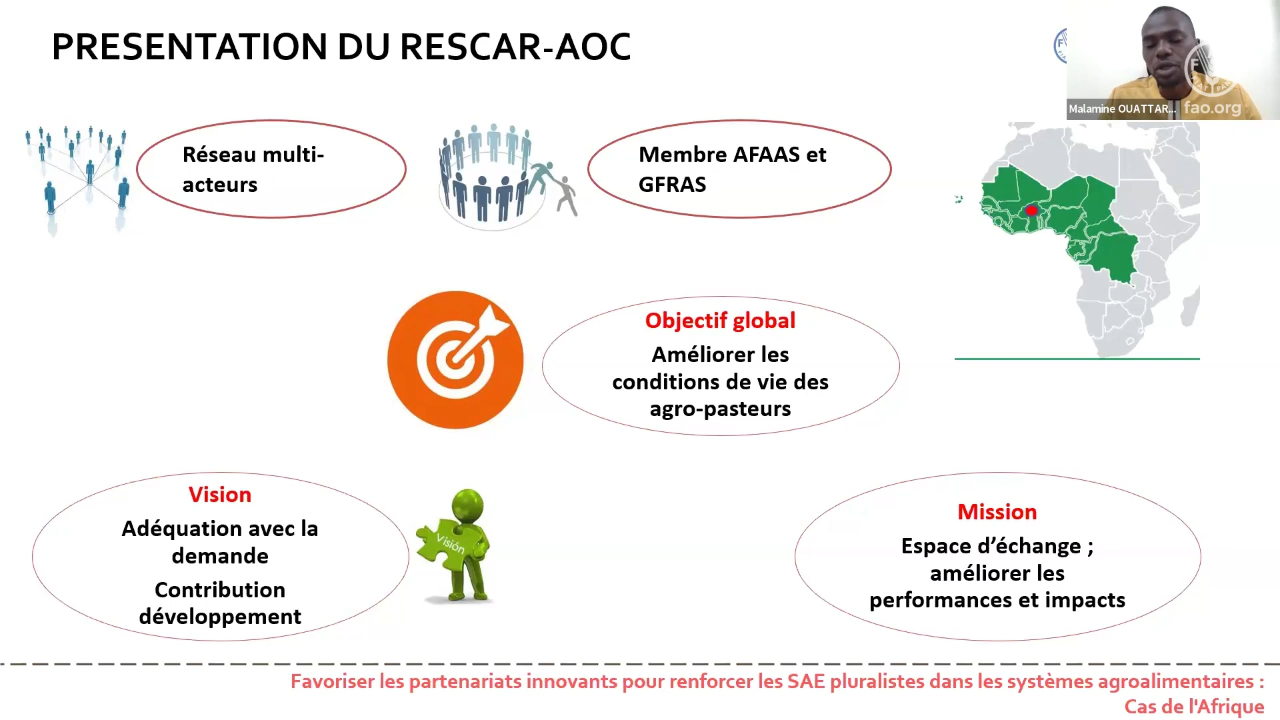 PRESENTATION DU RESCAR-AOC
Malamine OUATTAR...
fao.org
Réseau multi-
acteurs
Membre AFAAS et
GFRAS
Objectif global
Améliorer les
conditions de vie des
agro-pasteurs
Vision
Adéquation avec la
demande
Contribution
développement
Visión
Mission
Espace d’échange ;
améliorer les
performances et impacts
Favoriser les partenariats innovants pour renforcer les SAE pluralistes dans les systèmes agroalimentaires :
Cas de l'Afrique